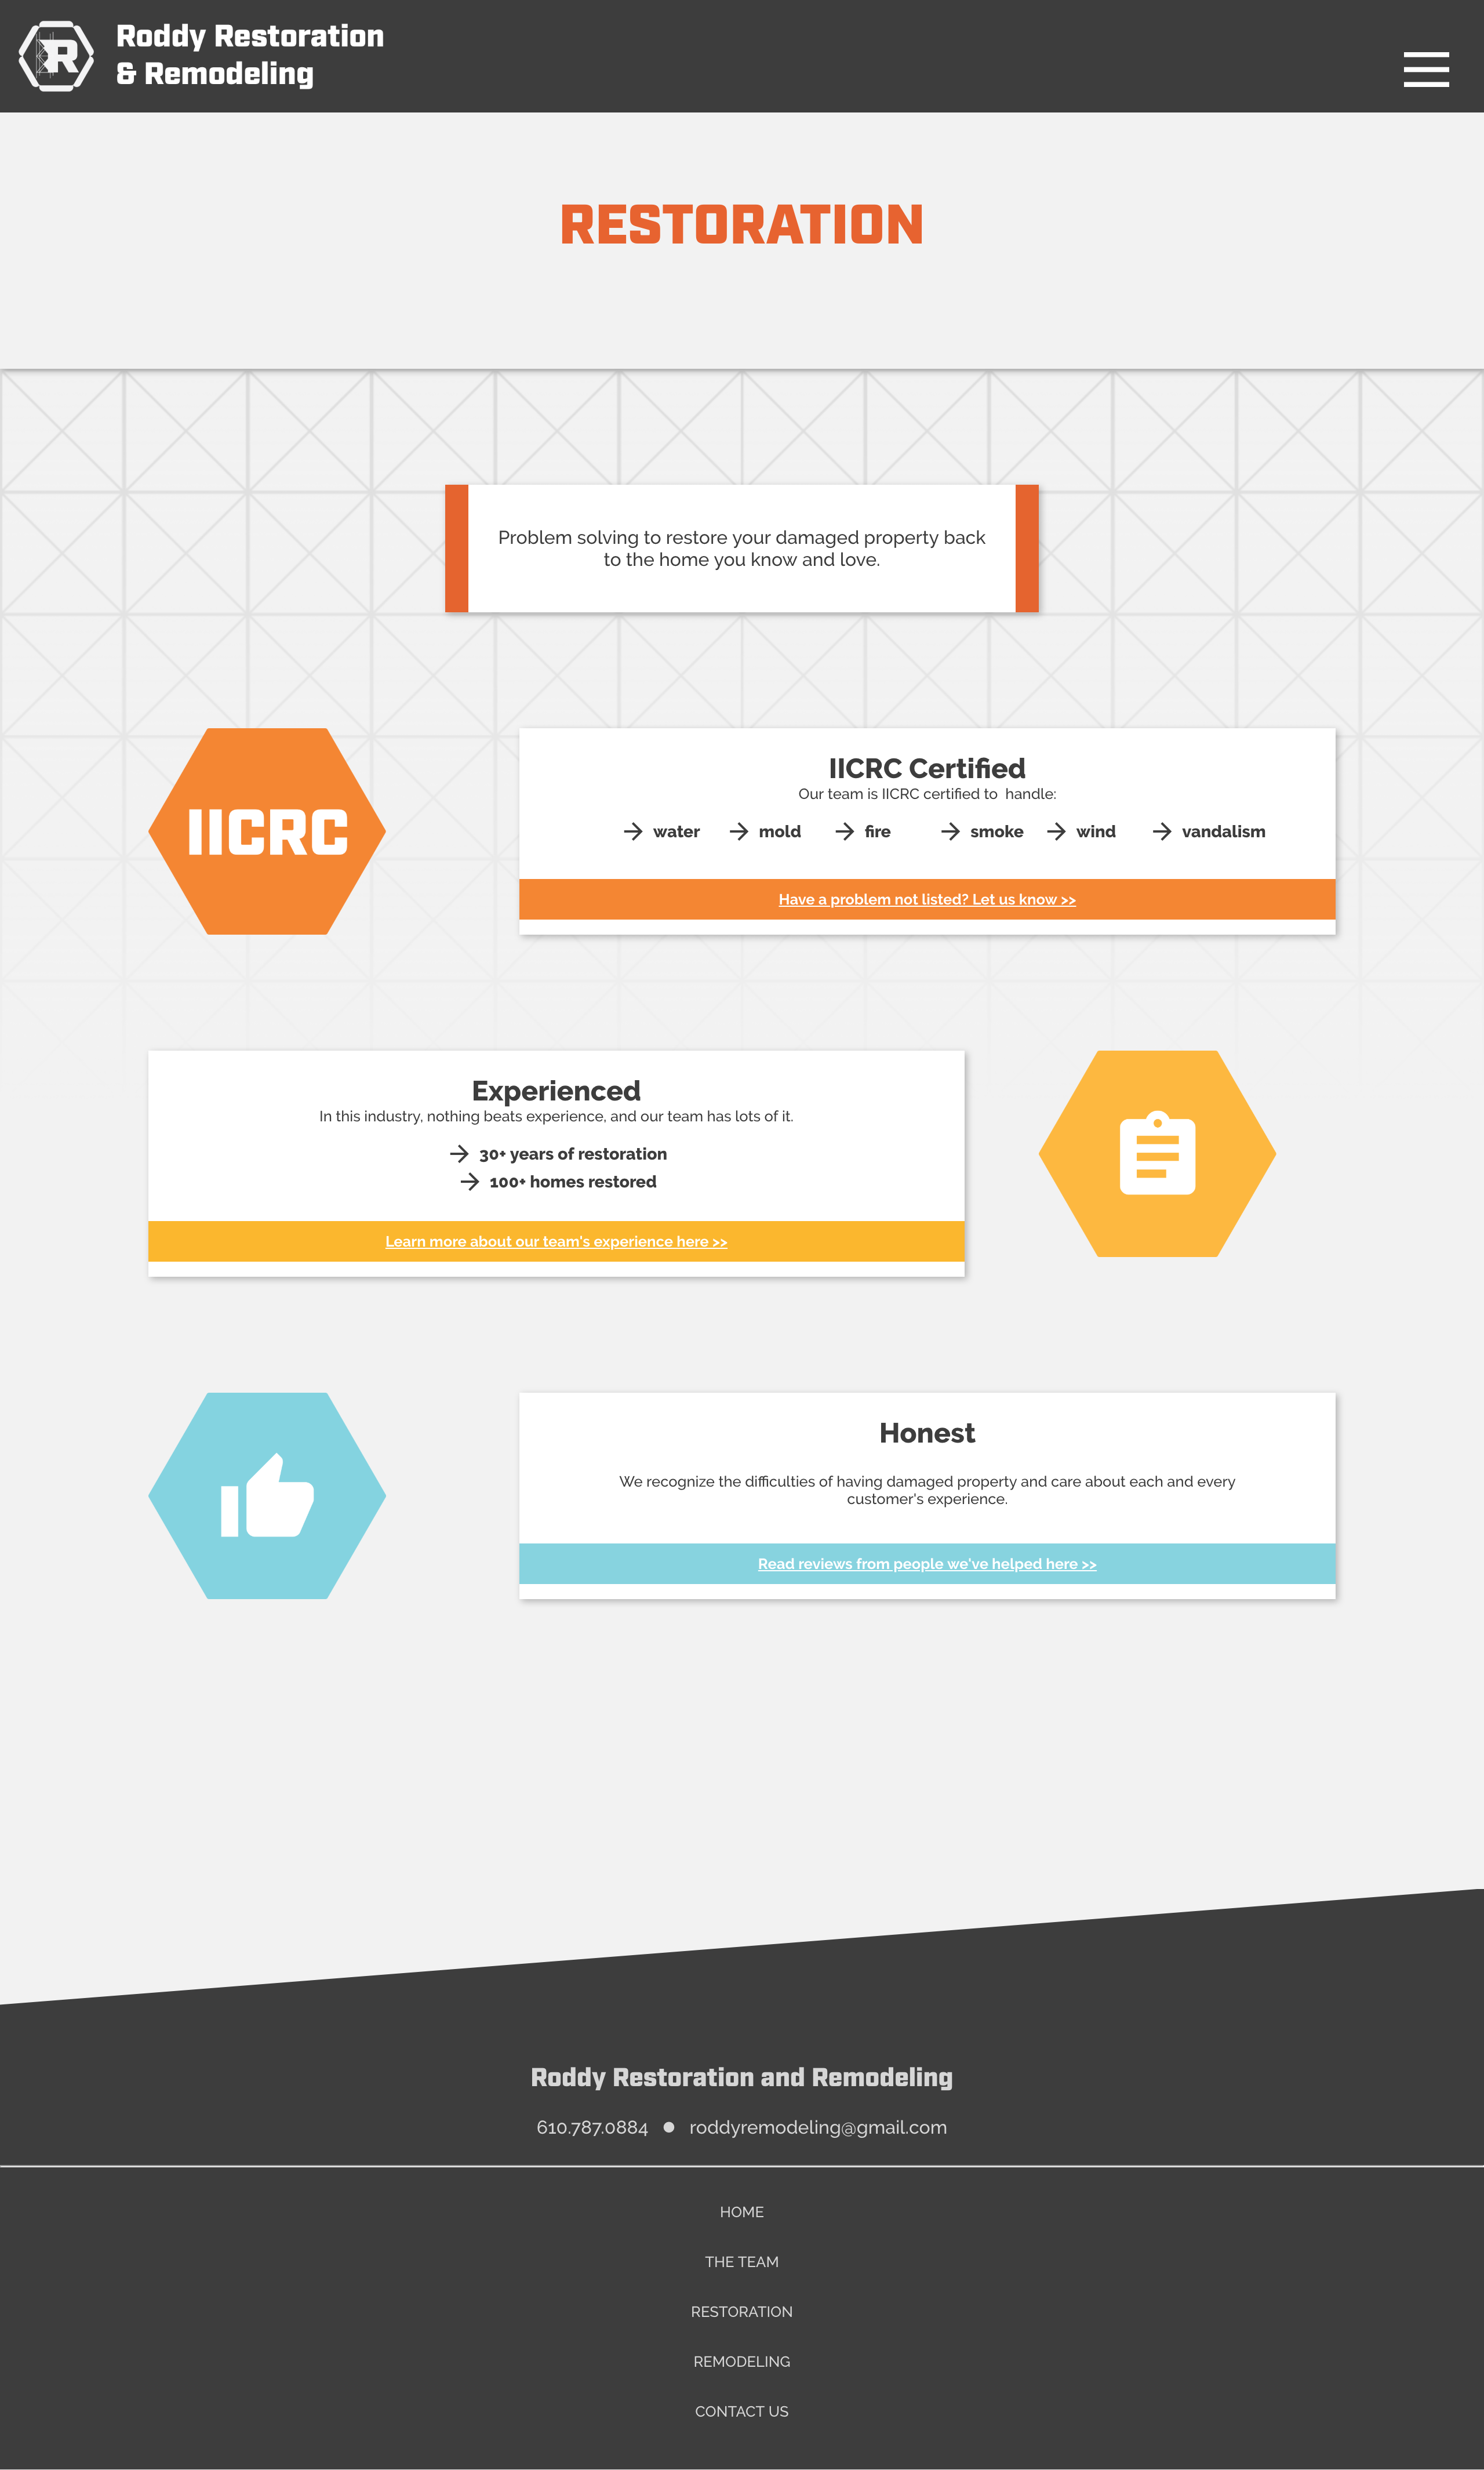 R
Roddy Restoration
& Remodeling
RESTORATION
Problem solving to restore your damaged property back
to the home you know and love.
IICRC
IICRC Certified
Our team is IICRC certified to  handle:
→ water → mold → fire → smoke → wind → vandalism
Have a problem not listed? Let us know >>
Experienced
In this industry, nothing beats experience, and our team has lots of it.
→ 30+ years of restoration
→ 100+ homes restored
Learn more about our team's experience here >>
Honest
We recognize the difficulties of having damaged property and care about each and every
customer's experience.
Read reviews from people we've helped here >>
Roddy Restoration and Remodeling
610.787.0884 ● roddyremodeling@gmail.com
HOME
THE TEAM
RESTORATION
REMODELING
CONTACT US